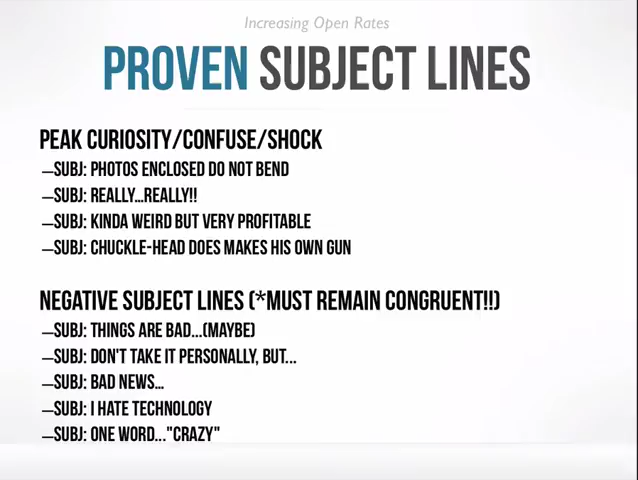 Increasing Open Rates
PROVEN SUBJECT LINES
PEAK CURIOSITY/CONFUSE/SHOCK
—SUBJ: PHOTOS ENCLOSED DO NOT BEND
—SUBJ: REALLY...REALLY!!
—SUBJ: KINDA WEIRD BUT VERY PROFITABLE
—SUBJ: CHUCKLE-HEAD DOES MAKES HIS OWN GUN
NEGATIVE SUBJECT LINES (*MUST REMAIN CONGRUENT!!)
—SUBJ: THINGS ARE BAD...(MAYBE)
—SUBJ: DON'T TAKE IT PERSONALLY, BUT...
—SUBJ: BAD NEWS...
—SUBJ: I HATE TECHNOLOGY
—SUBJ: ONE WORD..."CRAZY"